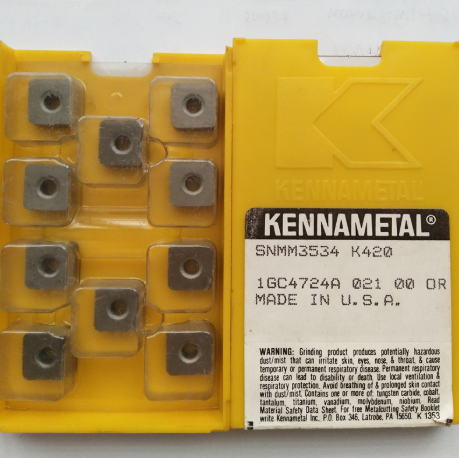 KENNAMETAL
KENNAMETAL®
SNMM3534 K420
1GC4724A 021 00 OR
MADE IN U.S.A.
WARNING: Grinding product produces potentially hazardous
dust/mist that can irritate skin, eyes, nose, & throat, & cause
temporary or permanent respiratory disease. Permanent respiratory
disease can lead to disability or death. Use local ventilation &
respiratory protection. Avoid breathing of & prolonged skin contact
with dust/mist. Contains one or more of: tungsten carbide, cobalt,
tantalum, titanium, vanadium, molybdenum, niobium. Read
Material Safety Data Sheet. For free Metalcutting Safety Booklet
write Kennametal Inc., P.O. Box 346, Latrobe, PA 15650. K 1353